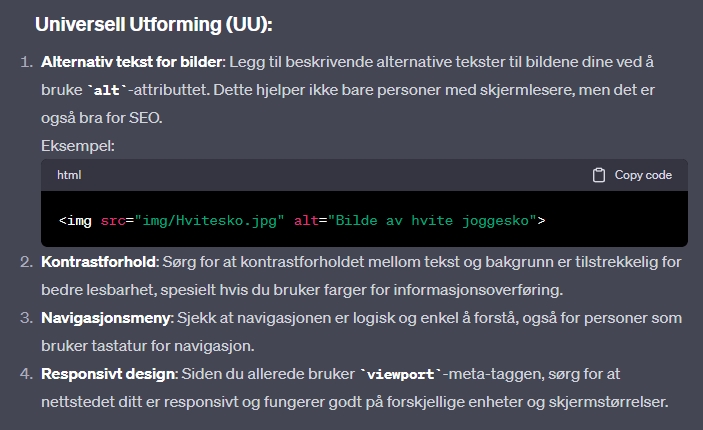 Universell Utforming (UU):
1. Alternativ tekst for bilder: Legg til beskrivende alternative tekster til bildene dine ved å
bruke `alt`-attributtet. Dette hjelper ikke bare personer med skjermlesere, men det er
også bra for SEO.
Eksempel:
html Copy code
<img src="img/Hvitesko.jpg" alt="Bilde av hvite joggesko">
2. Kontrastforhold: Sørg for at kontrastforholdet mellom tekst og bakgrunn er tilstrekkelig for
bedre lesbarhet, spesielt hvis du bruker farger for informasjonsoverføring.
3. Navigasjonsmeny: Sjekk at navigasjonen er logisk og enkel å forstå, også for personer som
bruker tastatur for navigasjon.
4. Responsivt design: Siden du allerede bruker `viewport`-meta-taggen, sørg for at
nettstedet ditt er responsivt og fungerer godt på forskjellige enheter og skjermstørrelser.